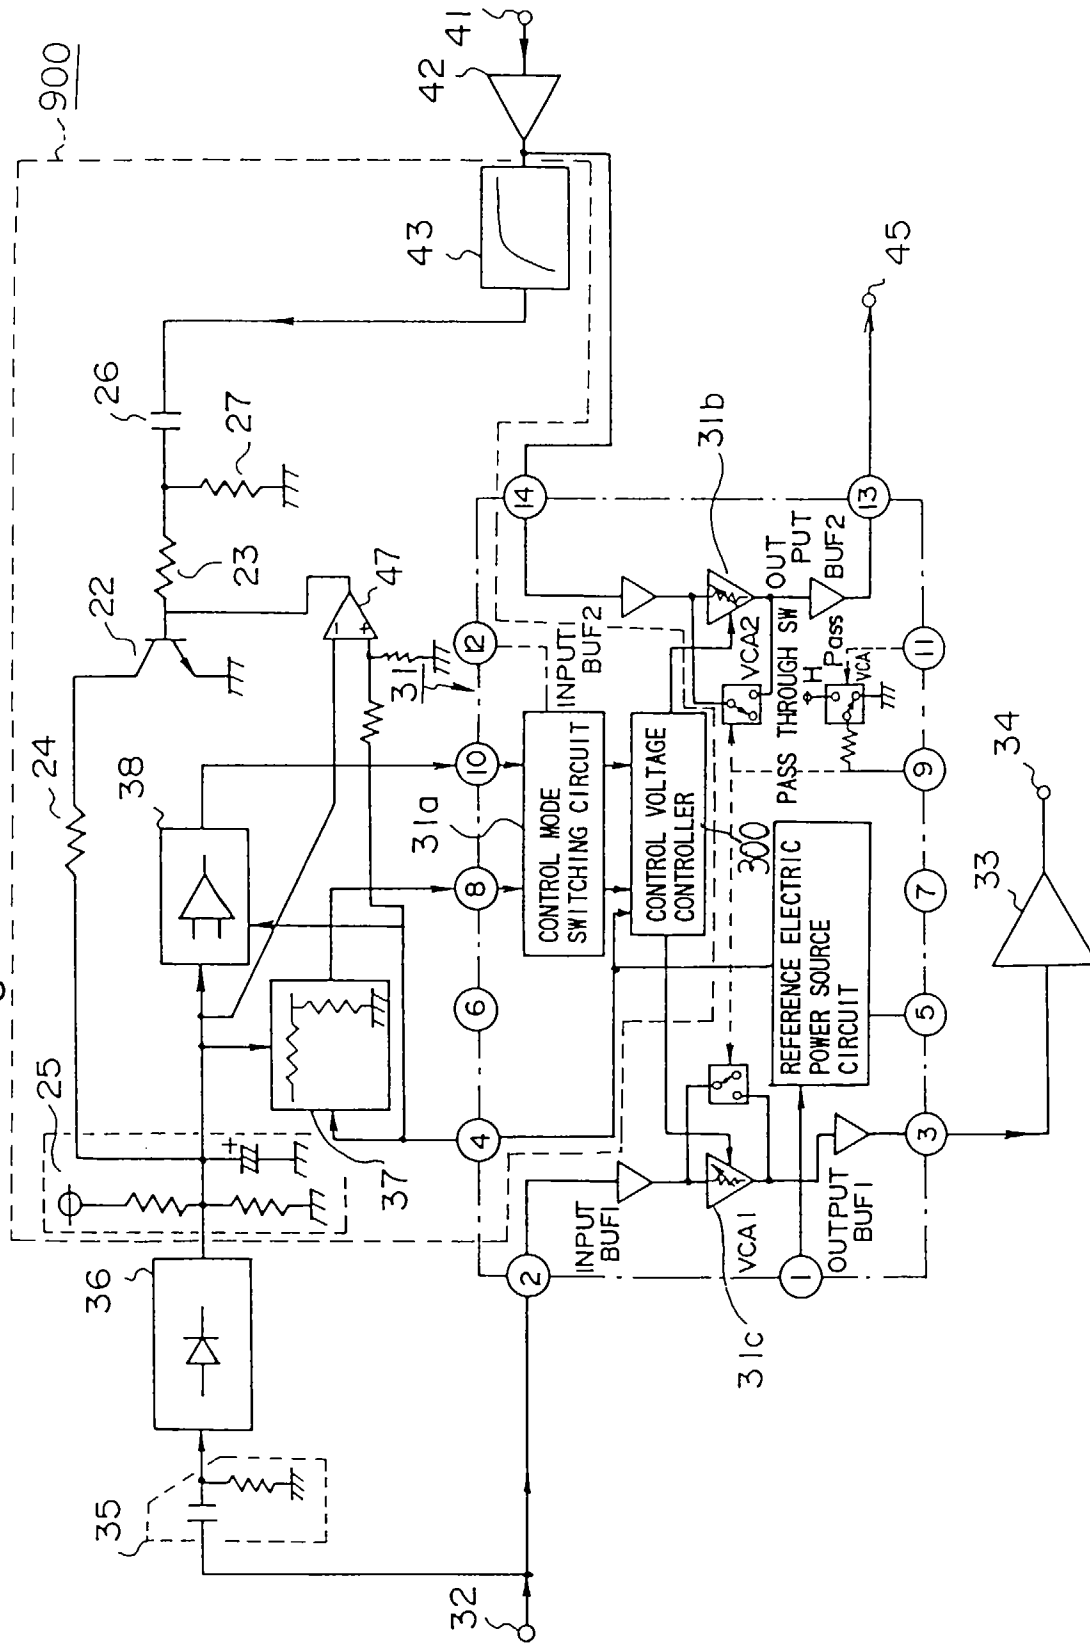 900
25
24
22
23
26
27
42
41
43
36
35
38
37
47
31
31a
32
4
6
8
10
12
14
2
CONTROL MODE
SWITCHING CIRCUIT
INPUT
BUF2
INPUT
BUF1
CONTROL VOLTAGE
CONTROLLER
300
31b
VCA2
OUT
PUT
BUF2
PASS THROUGH SW
H
Pass
VCA
31c
VCA1
REFERENCE ELECTRIC
POWER SOURCE
CIRCUIT
OUTPUT
BUF1
1
3
5
7
9
11
13
45
33
34